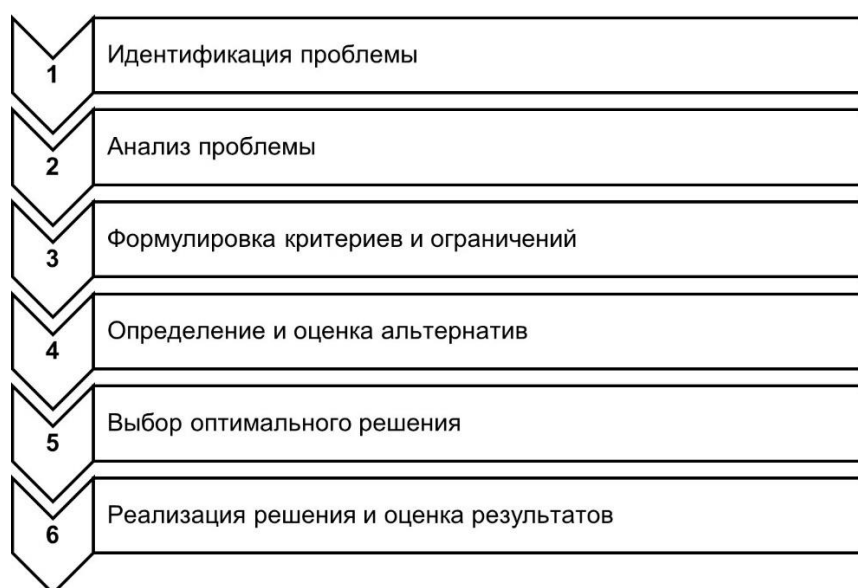 1 Идентификация проблемы
2 Анализ проблемы
3 Формулировка критериев и ограничений
4 Определение и оценка альтернатив
5 Выбор оптимального решения
6 Реализация решения и оценка результатов